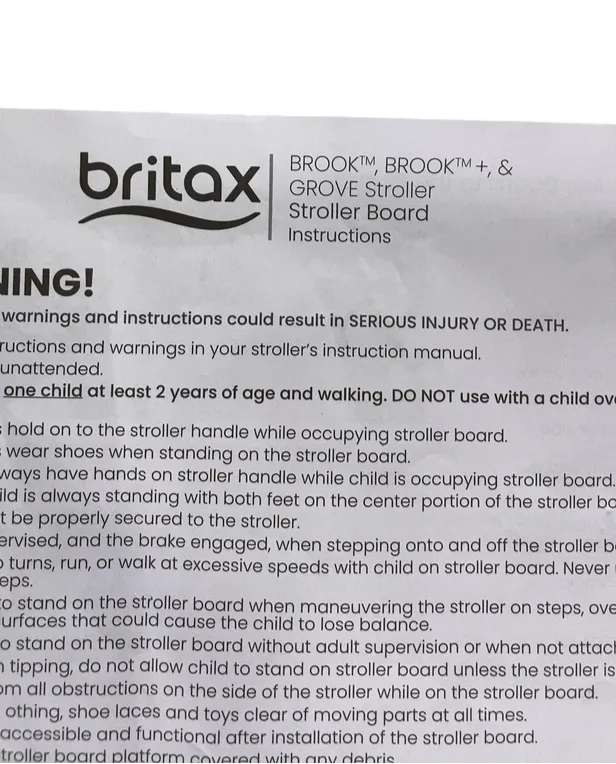 britax
BROOK™, BROOK™+, &
GROVE Stroller
Stroller Board
Instructions
NING!
warnings and instructions could result in SERIOUS INJURY OR DEATH.
ructions and warnings in your stroller's instruction manual.
unattended.
one child at least 2 years of age and walking. DO NOT use with a child ov
s hold on to the stroller handle while occupying stroller board.
s wear shoes when standing on the stroller board.
ways have hands on stroller handle while child is occupying stroller board.
ild is always standing with both feet on the center portion of the stroller bo
t be properly secured to the stroller.
ervised, and the brake engaged, when stepping onto and off the stroller b
p turns, run, or walk at excessive speeds with child on stroller board. Never
eps.
to stand on the stroller board when maneuvering the stroller on steps, ove
urfaces that could cause the child to lose balance.
o stand on the stroller board without adult supervision or when not attach
n tipping, do not allow child to stand on stroller board unless the stroller is
om all obstructions on the side of the stroller while on the stroller board.
othing, shoe laces and toys clear of moving parts at all times.
accessible and functional after installation of the stroller board.
troller board platform covered with any debris